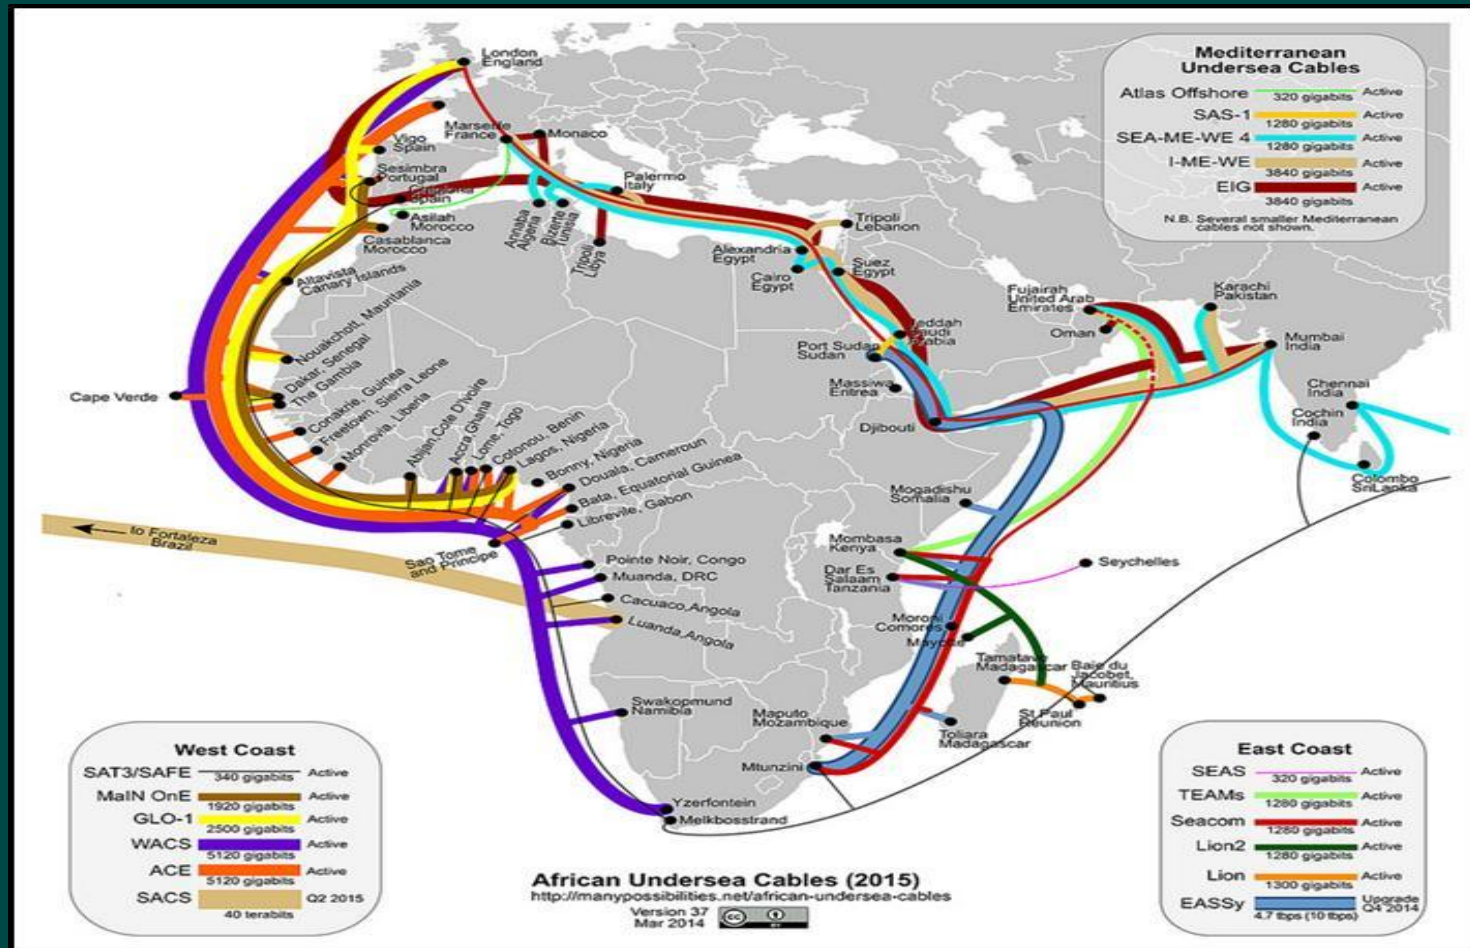 London
England
Marseille
France
Monaco
Vigo
Spain
Sesimbra
Portugal
Spain
Palermo
Italy
Asilah
Morocco
Casablanca
Morocco
Annaba
Algeria
Bizerte
Tunisia
Tripoli
Libya
Tripoli
Lebanon
Alexandria
Egypt
Cairo
Egypt
Suez
Egypt
Altavista
Canary Islands
Nouakchott, Mauritania
Dakar, Senegal
The Gambia
Cape Verde
Conakrie, Guinea
Freetown, Sierra Leone
Monrovia, Liberia
Abjan,Cote D'Ivoire
Accra,Ghana
Lome, Togo
Cotonou, Benin
Lagos, Nigeria
Bonny, Nigeria
Douala, Cameroun
Bata, Equatorial Guinea
Libreville, Gabon
Jeddah
Saudi
Arabia
Port Sudan
Sudan
Massiwa
Eritrea
Djibouti
Fujairah
United Arab
Emirates
Oman
Karachi
Pakistan
Mumbai
India
Chennai
India
Cochin
India
Colombo
Sri Lanka
Mogadishu
Somalia
Mombasa
Kenya
Dar Es
Salaam
Tanzania
Seychelles
Moroni
Comores
Mayotte
Tamatave
Madagascar
Baie du
Jacobet,
Mauritius
St Paul
Reunion
Toliara
Madagascar
Maputo
Mozambique
Mtunzini
to Fortaleza
Brazil
Sao Tome
and Principe
Pointe Noir, Congo
Muanda, DRC
Cacuaco,Angola
Luanda,Angola
Swakopmund
Namibia
Yzerfontein
Melkbosstrand
Mediterranean
Undersea Cables
Atlas Offshore 320 gigabits Active
SAS-1 1280 gigabits Active
SEA-ME-WE 4 1280 gigabits Active
I-ME-WE 3840 gigabits Active
EIG 3840 gigabits Active
N.B. Several smaller Mediterranean
cables not shown.
West Coast
SAT3/SAFE 340 gigabits Active
MaIN OnE 1920 gigabits Active
GLO-1 2500 gigabits Active
WACS 5120 gigabits Active
ACE 5120 gigabits Active
SACS 40 terabits Q2 2015
East Coast
SEAS 320 gigabits Active
TEAMs 1280 gigabits Active
Seacom 1280 gigabits Active
Lion2 1280 gigabits Active
Lion 1300 gigabits Active
EASSy 4.7 tbps (10 tbps) Upgrade Q4 2014
African Undersea Cables (2015)
http://manypossibilities.net/african-undersea-cables
Version 37
Mar 2014
cc BY